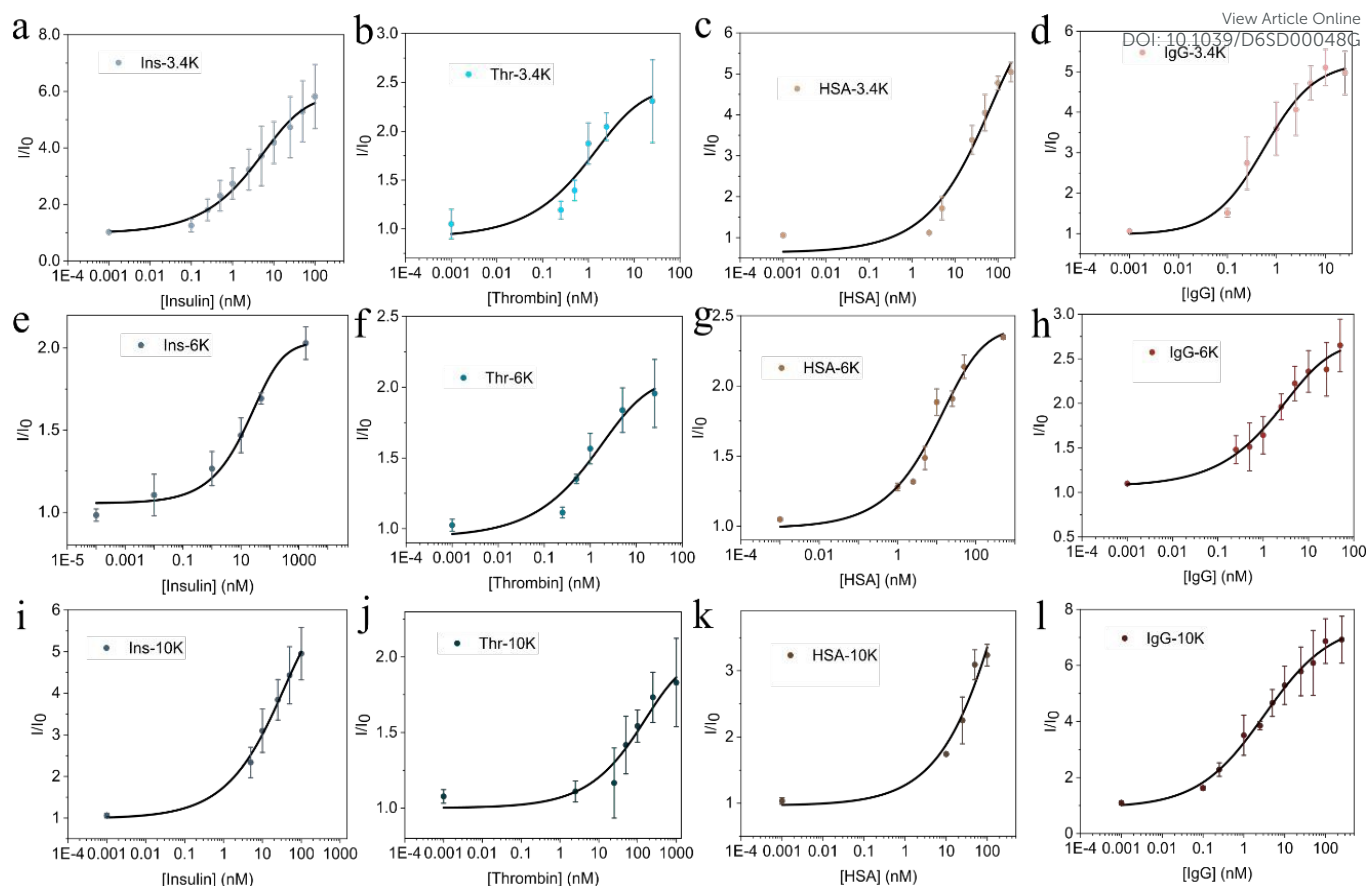 View Article Online
DOI: 10.1039/D6SD00048G
a
8.0
6.0
4.0
2.0
0.0
I/I0
Ins-3.4K
1E-4 0.001 0.01 0.1 1 10 100
[Insulin] (nM)
b
3.0
2.5
2.0
1.5
1.0
I/I0
Thr-3.4K
1E-4 0.001 0.01 0.1 1 10 100
[Thrombin] (nM)
c
6
5
4
3
2
1
I/I0
HSA-3.4K
1E-4 0.001 0.01 0.1 1 10 100
[HSA] (nM)
d
6
5
4
3
2
1
I/I0
IgG-3.4K
1E-4 0.001 0.01 0.1 1 10
[IgG] (nM)
e
2.0
1.5
1.0
I/I0
Ins-6K
1E-5 0.001 0.1 10 1000
[Insulin] (nM)
f
2.5
2.0
1.5
1.0
I/I0
Thr-6K
1E-4 0.001 0.01 0.1 1 10 100
[Thrombin] (nM)
g
2.5
2.0
1.5
1.0
I/I0
HSA-6K
1E-4 0.01 1 100
[HSA] (nM)
h
3.0
2.5
2.0
1.5
1.0
0.5
I/I0
IgG-6K
1E-4 0.001 0.01 0.1 1 10 100
[IgG] (nM)
i
6
5
4
3
2
1
I/I0
Ins-10K
1E-4 0.001 0.01 0.1 1 10 100 1000
[Insulin] (nM)
j
2.0
1.5
1.0
I/I0
Thr-10K
1E-4 0.001 0.01 0.1 1 10 100 1000
[Thrombin] (nM)
k
3
2
1
I/I0
HSA-10K
1E-4 0.001 0.01 0.1 1 10 100
[HSA] (nM)
l
8
6
4
2
0
I/I0
IgG-10K
1E-4 0.001 0.01 0.1 1 10 100
[IgG] (nM)